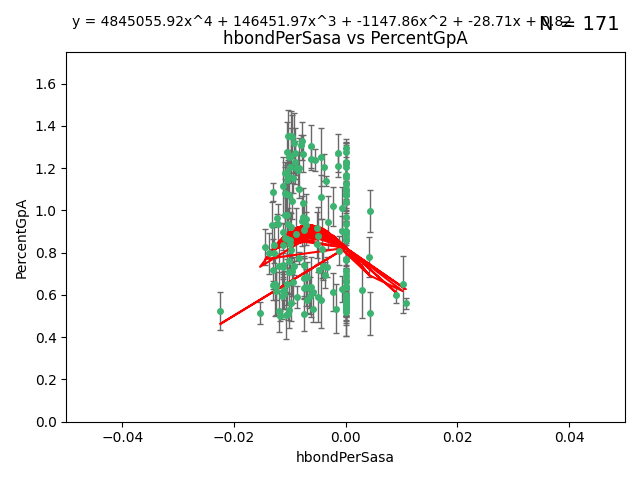 y = 4845055.92x^4 + 146451.97x^3 + -1147.86x^2 + -28.71x + 0.82
N = 171
hbondPerSasa vs PercentGpA
1.6
1.4
1.2
1.0
0.8
0.6
0.4
0.2
0.0
PercentGpA
−0.04 −0.02 0.00 0.02 0.04
hbondPerSasa